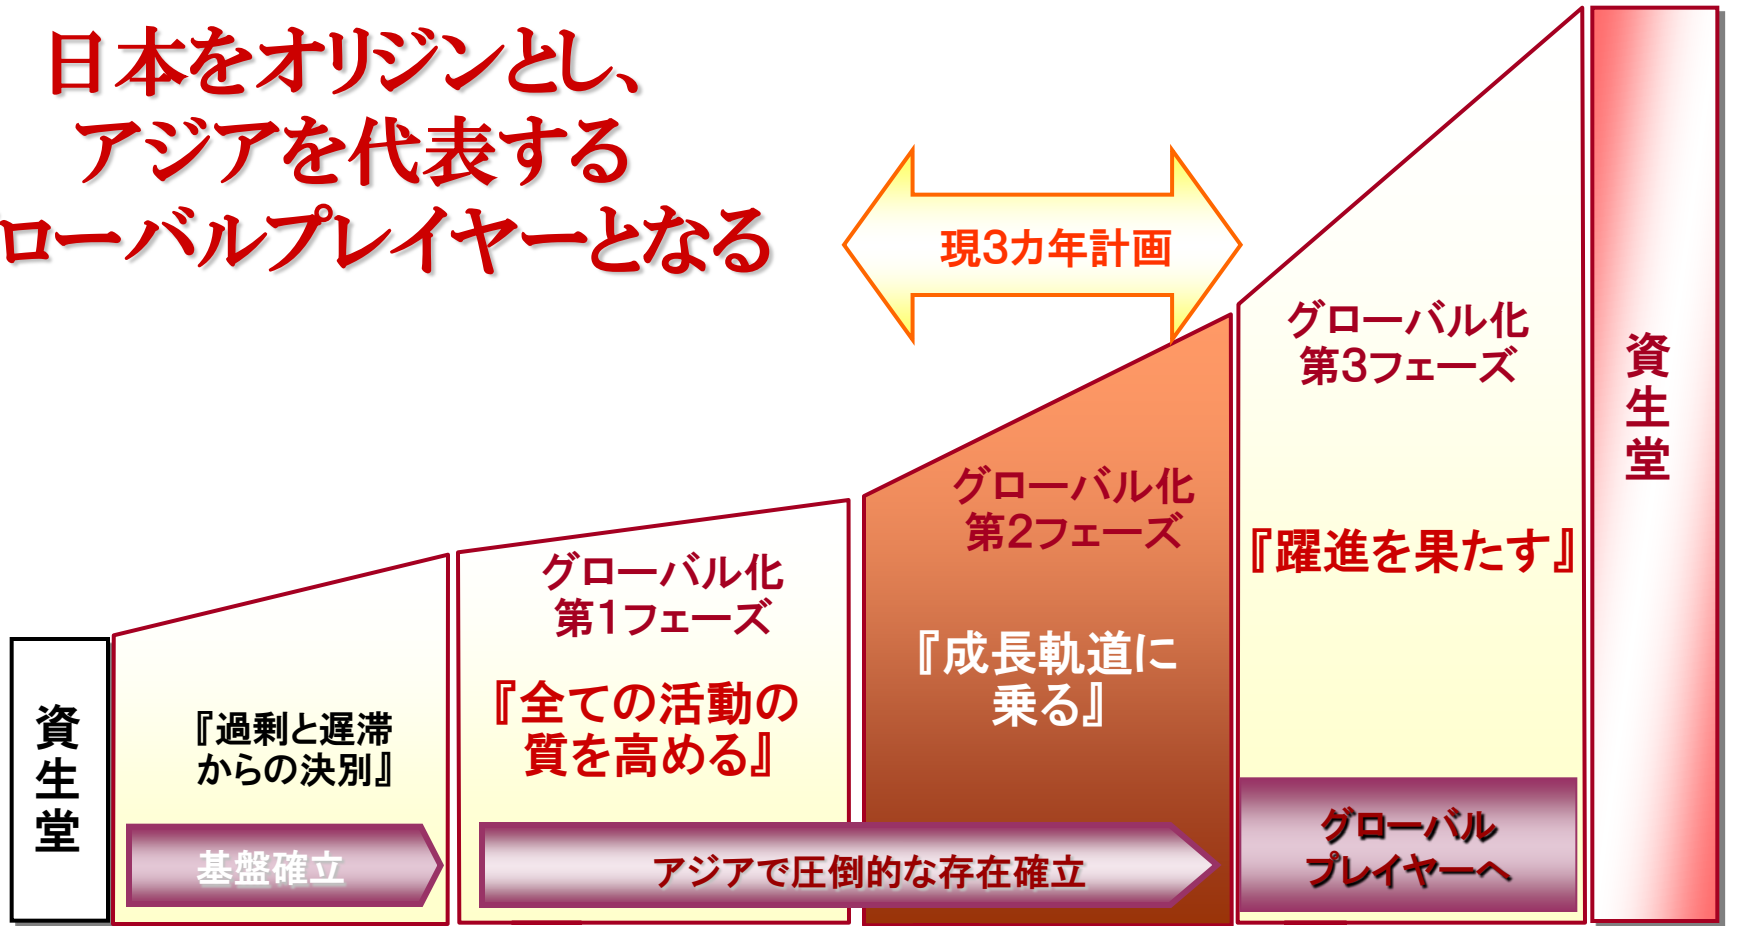 日本をオリジンとし、
アジアを代表する
ローバルプレイヤーとなる
現3カ年計画
グローバル化
第3フェーズ
『躍進を果たす』
グローバル
プレイヤーへ
グローバル化
第2フェーズ
『成長軌道に
乗る』
グローバル化
第1フェーズ
『全ての活動の
質を高める』
アジアで圧倒的な存在確立
『過剰と遅滞
からの決別』
基盤確立
資生堂
資生堂